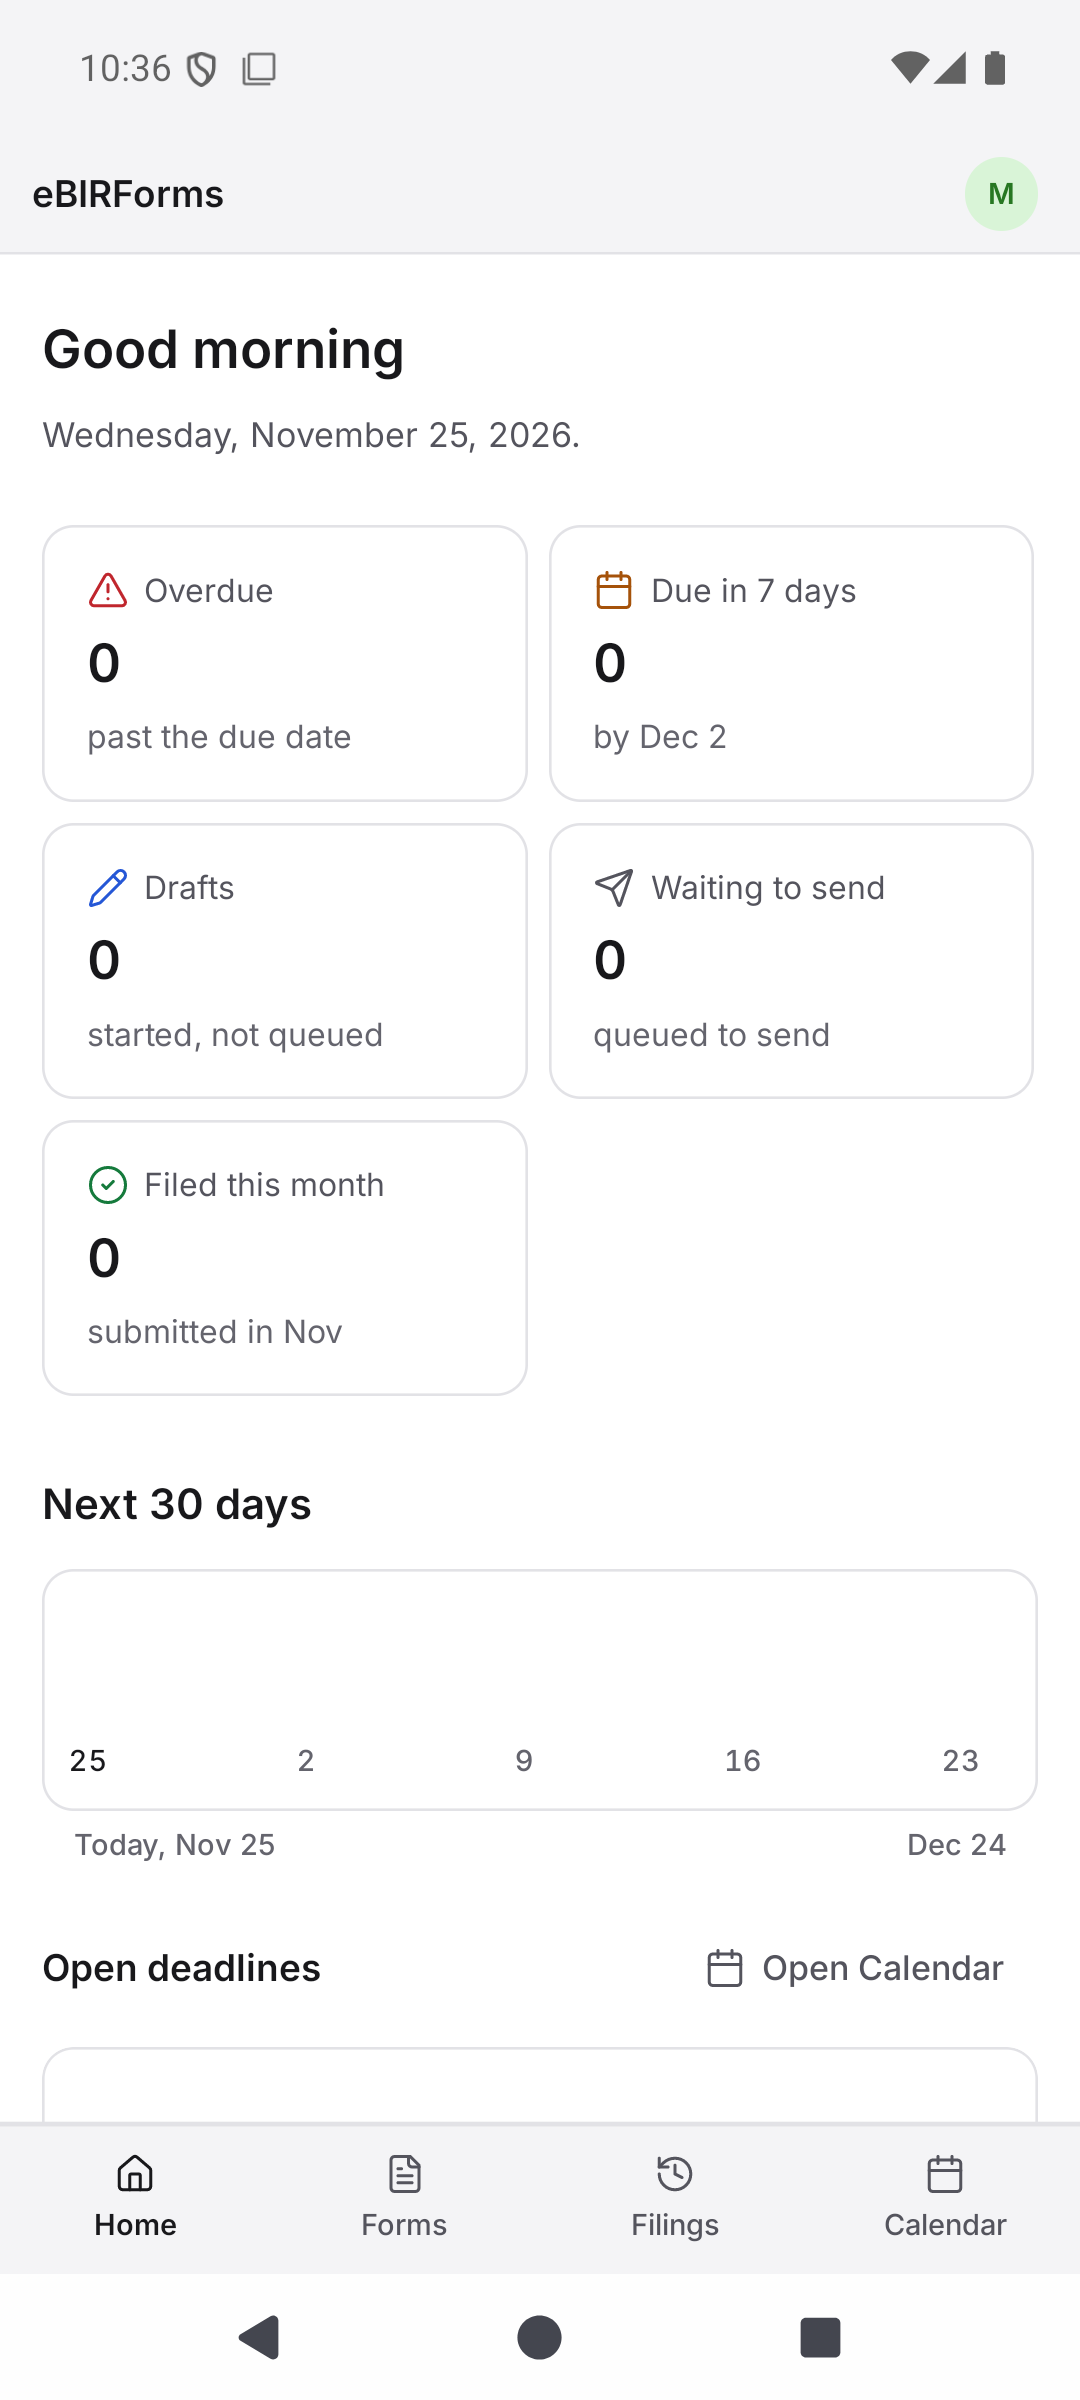 10:36
eBIRForms
M
Good morning
Wednesday, November 25, 2026.
Overdue
0
past the due date
Due in 7 days
0
by Dec 2
Drafts
0
started, not queued
Waiting to send
0
queued to send
Filed this month
0
submitted in Nov
Next 30 days
25 2 9 16 23
Today, Nov 25 Dec 24
Open deadlines Open Calendar
Home Forms Filings Calendar